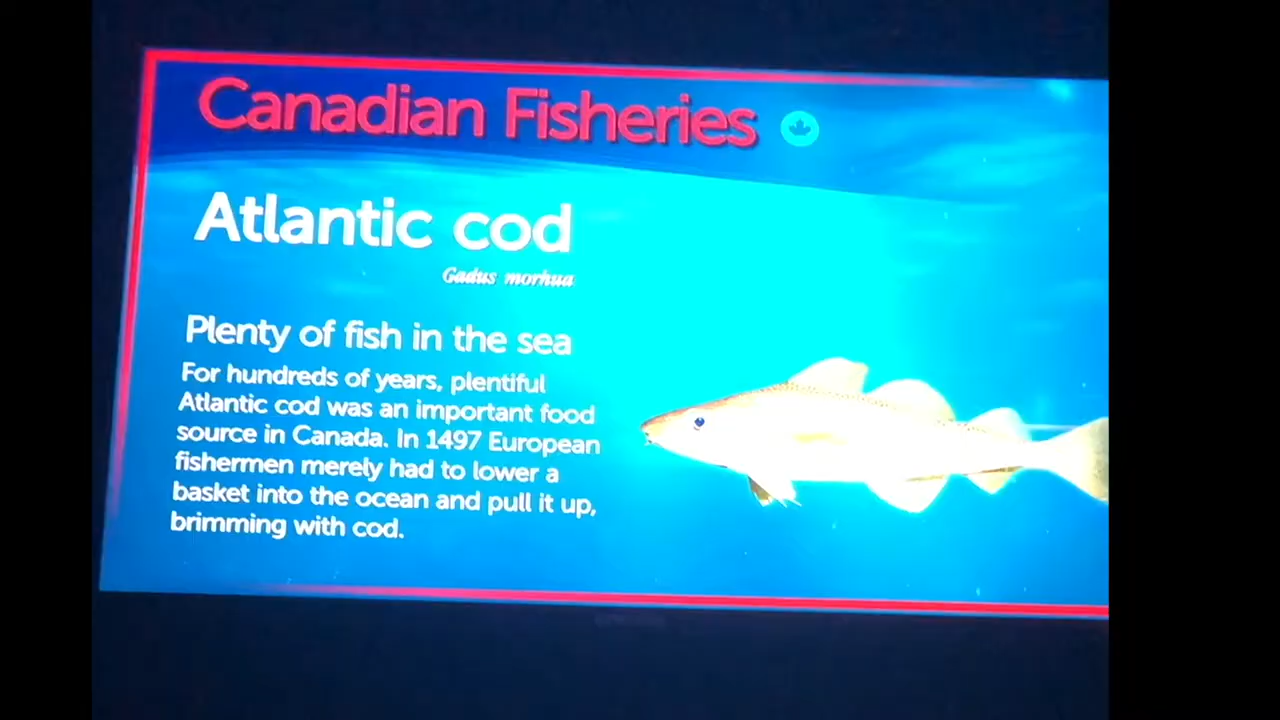 Canadian Fisheries
Atlantic cod
Gadus morhua
Plenty of fish in the sea
For hundreds of years, plentiful
Atlantic cod was an important food
source in Canada. In 1497 European
fishermen merely had to lower a
basket into the ocean and pull it up,
brimming with cod.